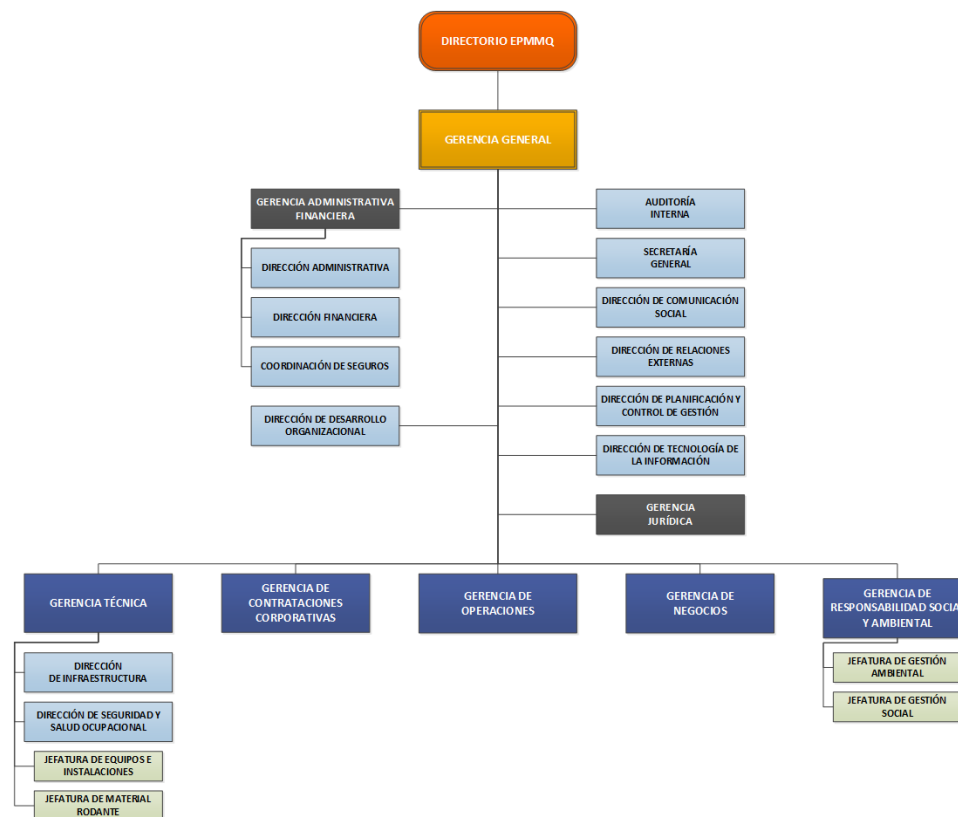 DIRECTORIO EPMMQ
GERENCIA GENERAL
GERENCIA ADMINISTRATIVA
FINANCIERA
DIRECCIÓN ADMINISTRATIVA
DIRECCIÓN FINANCIERA
COORDINACIÓN DE SEGUROS
DIRECCIÓN DE DESARROLLO
ORGANIZACIONAL
AUDITORÍA
INTERNA
SECRETARÍA
GENERAL
DIRECCIÓN DE COMUNICACIÓN
SOCIAL
DIRECCIÓN DE RELACIONES
EXTERNAS
DIRECCIÓN DE PLANIFICACIÓN Y
CONTROL DE GESTIÓN
DIRECCIÓN DE TECNOLOGÍA DE
LA INFORMACIÓN
GERENCIA
JURÍDICA
GERENCIA TÉCNICA
DIRECCIÓN
DE INFRAESTRUCTURA
DIRECCIÓN DE SEGURIDAD Y
SALUD OCUPACIONAL
JEFATURA DE EQUIPOS E
INSTALACIONES
JEFATURA DE MATERIAL
RODANTE
GERENCIA DE
CONTRATACIONES
CORPORATIVAS
GERENCIA DE
OPERACIONES
GERENCIA DE
NEGOCIOS
GERENCIA DE
RESPONSABILIDAD SOCIA
Y AMBIENTAL
JEFATURA DE GESTIÓN
AMBIENTAL
JEFATURA DE GESTIÓN
SOCIAL